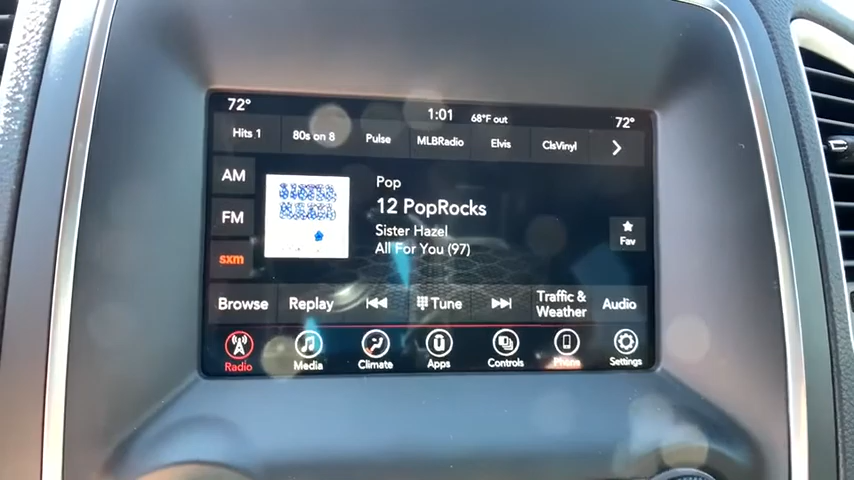 72° 1:01 68°F out 72°
Hits 1 80s on 8 Pulse MLBRadio Elvis ClsVinyl
AM
FM
sxm
Pop
12 PopRocks
Sister Hazel
All For You (97)
Fav
Browse Replay Tune Traffic & Weather Audio
Radio Media Climate Apps Controls Phone Settings